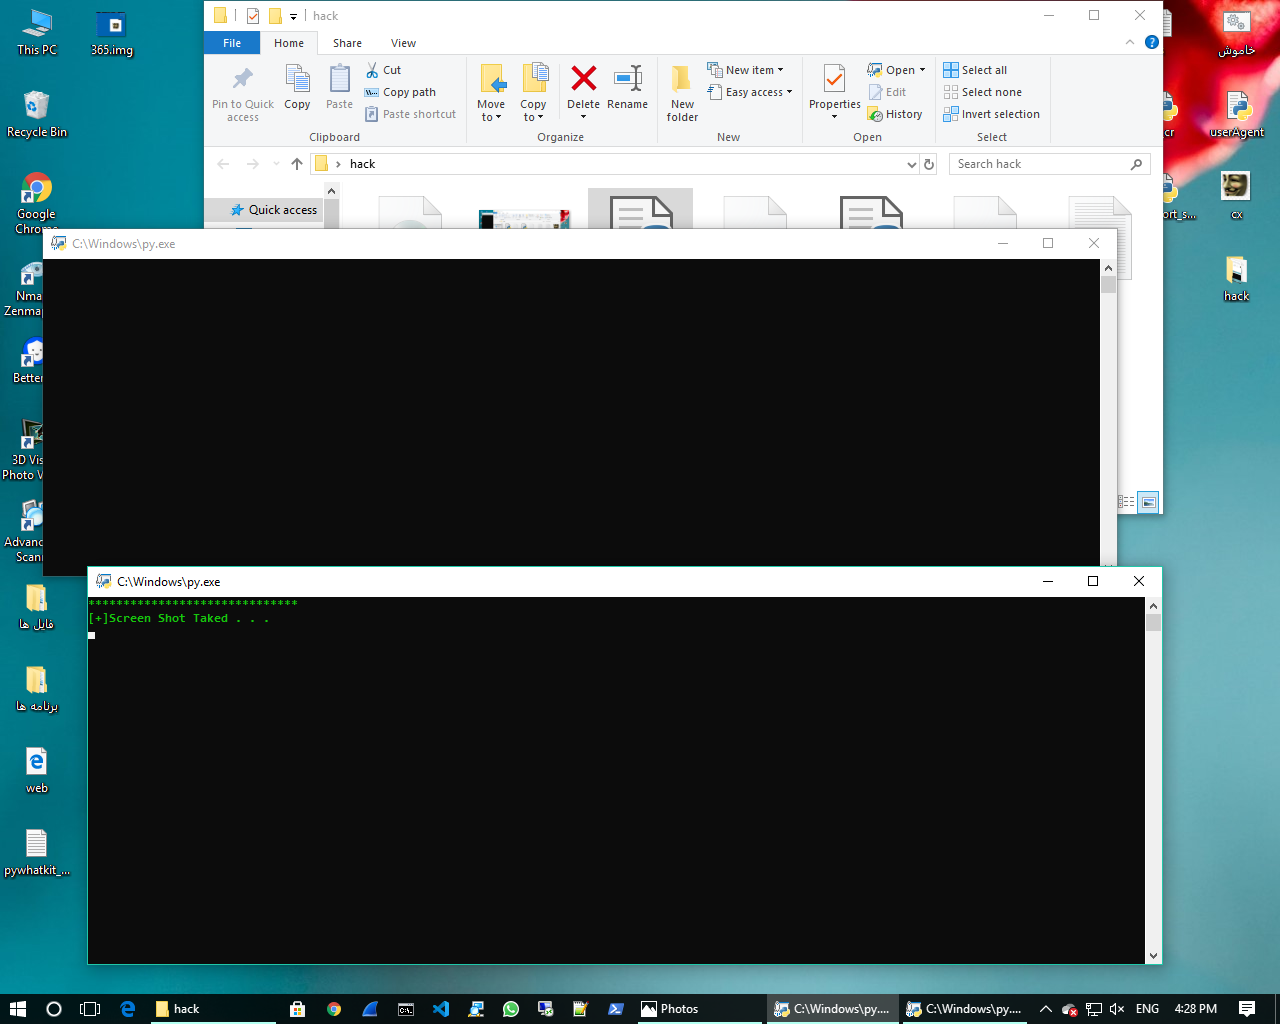 This PC
365.img
Recycle Bin
Google
Chrome
Nma
Zenmap
Better
3D Vis
Photo V
Advanc
Scann
فایل ها
برنامه ها
web
pywhatkit_...
hack
File
Home
Share
View
Pin to Quick
access
Copy
Paste
Cut
Copy path
Paste shortcut
Clipboard
Move
to
Copy
to
Delete
Rename
Organize
New
folder
New item
Easy access
New
Properties
Open
Edit
History
Open
Select all
Select none
Invert selection
Select
hack
Search hack
Quick access
خاموش
cr
userAgent
ort_s...
cx
hack
C:\Windows\py.exe
C:\Windows\py.exe
******************************
[+]Screen Shot Taked . . .
hack
Photos
C:\Windows\py....
C:\Windows\py....
ENG
4:28 PM